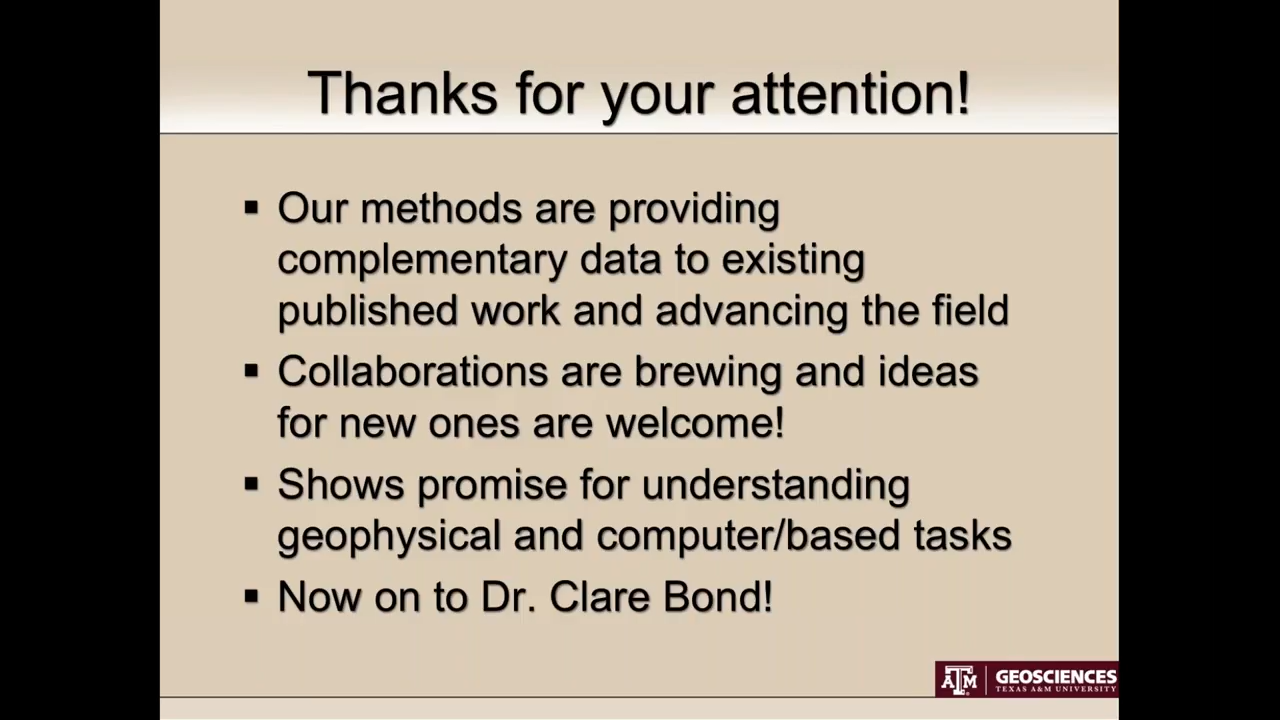 Thanks for your attention!
▪ Our methods are providing
complementary data to existing
published work and advancing the field
▪ Collaborations are brewing and ideas
for new ones are welcome!
▪ Shows promise for understanding
geophysical and computer/based tasks
▪ Now on to Dr. Clare Bond!
ATM GEOSCIENCES
TEXAS A&M UNIVERSITY